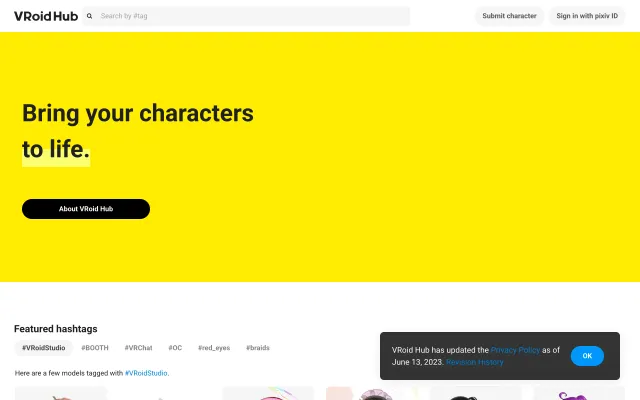 VRoid Hub
Search by #tag
Submit character
Sign in with pixiv ID
Bring your characters
to life.
About VRoid Hub
Featured hashtags
#VRoidStudio #BOOTH #VRChat #OC #red_eyes #braids
Here are a few models tagged with #VRoidStudio.
VRoid Hub has updated the Privacy Policy as of
June 13, 2023. Revision History
OK